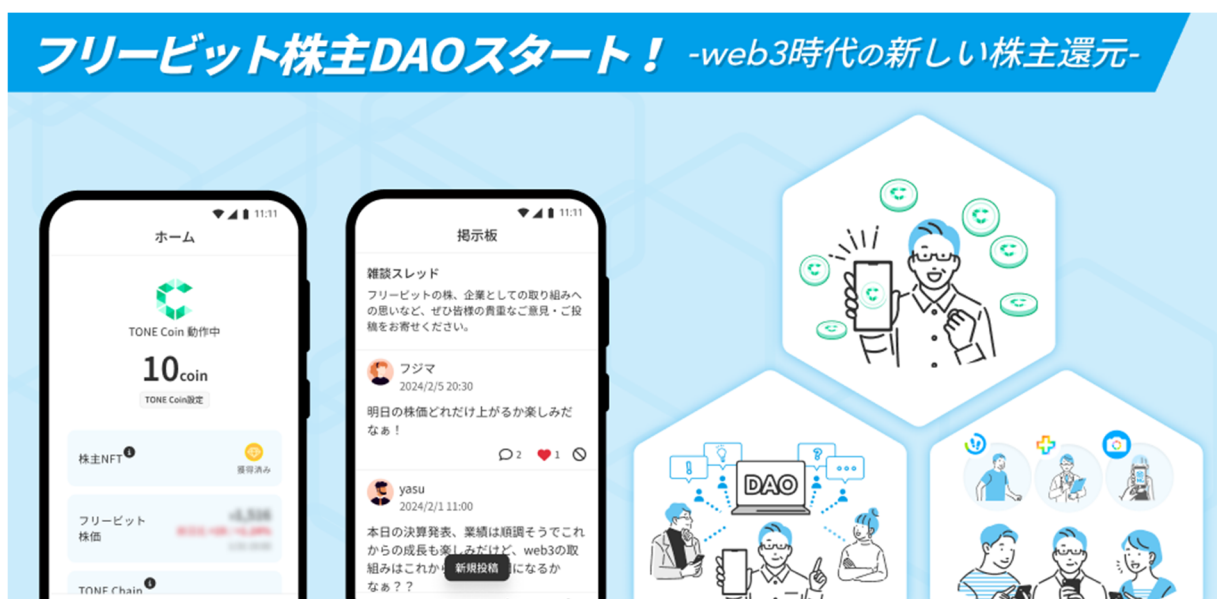 フリービット株主DAOスタート！ -web3時代の新しい株主還元-
11:11
ホーム
TONE Coin 動作中
10coin
TONE Coin設定
株主NFT
獲得済み
フリービット
株価
TONE Chain
11:11
掲示板
雑談スレッド
フリービットの株、企業としての取り組みへ
の思いなど、ぜひ皆様の貴重なご意見・ご投
稿をお寄せください。
フジマ
2024/2/5 20:30
明日の株価どれだけ上がるか楽しみだ
なぁ！
2 1
yasu
2024/2/1 11:00
本日の決算発表、業績は順調そうでこれ
からの成長も楽しみだけど、web3の取
組みはこれから になるか
なぁ？？
新規投稿
! ? ...
DAO